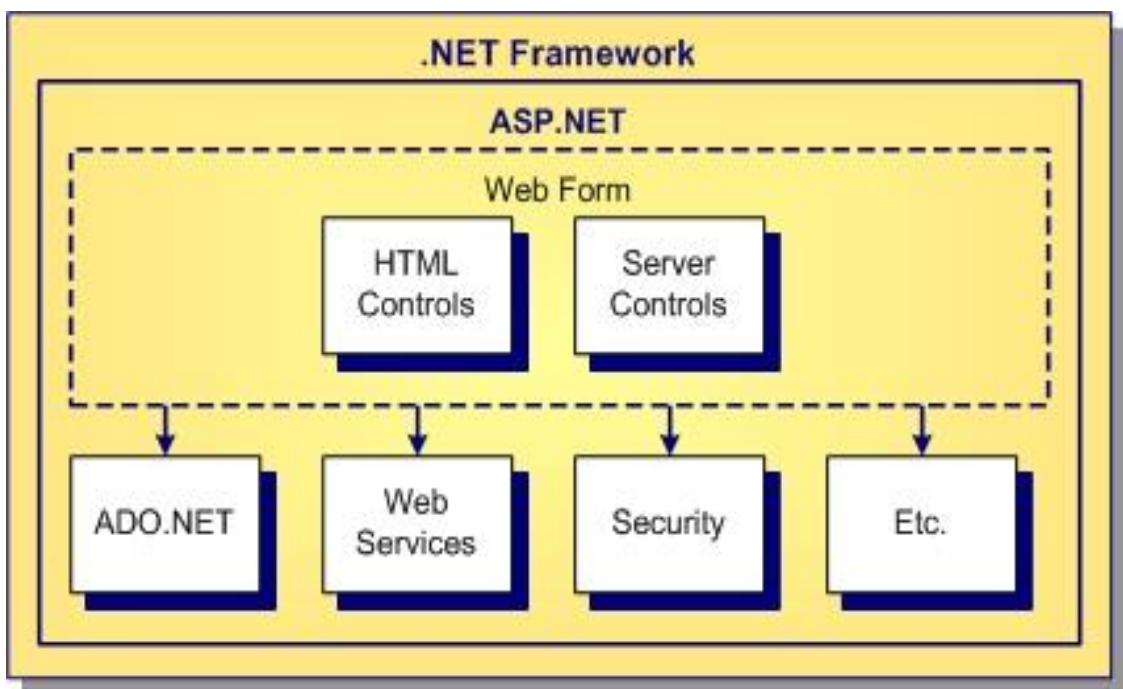 .NET Framework
ASP.NET
Web Form
HTML
Controls
Server
Controls
ADO.NET
Web
Services
Security
Etc.